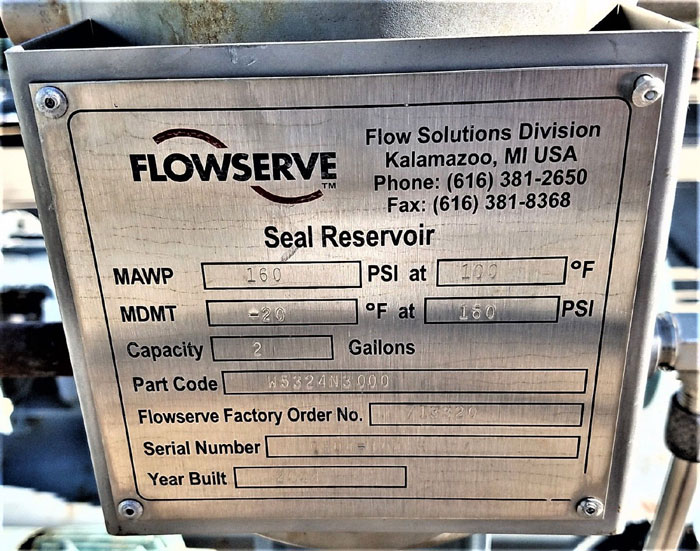 FLOWSERVE TM
Flow Solutions Division
Kalamazoo, MI USA
Phone: (616) 381-2650
Fax: (616) 381-8368
Seal Reservoir
MAWP 160 PSI at 100 °F
MDMT -20 °F at 160 PSI
Capacity 2 Gallons
Part Code W5324N3000
Flowserve Factory Order No.
Serial Number
Year Built